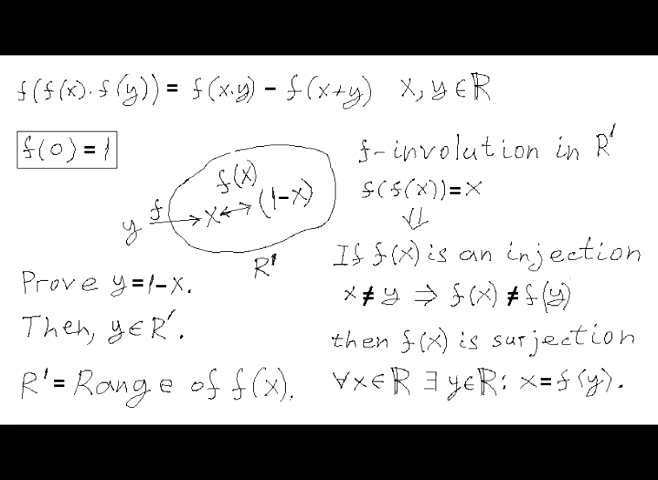 f(f(x)·f(y)) = f(x·y) - f(x+y) x, y ∈ ℝ
f(0) = 1
f-involution in R'
f(f(x)) = x
⇓
f(x)
y f → x ↔ (1-x)
R'
If f(x) is an injection
x ≠ y ⇒ f(x) ≠ f(y)
then f(x) is surjection
∀x∈ℝ ∃ y∈ℝ: x=f(y).
Prove y=1-x.
Then, y∈R'.
R' = Range of f(x).